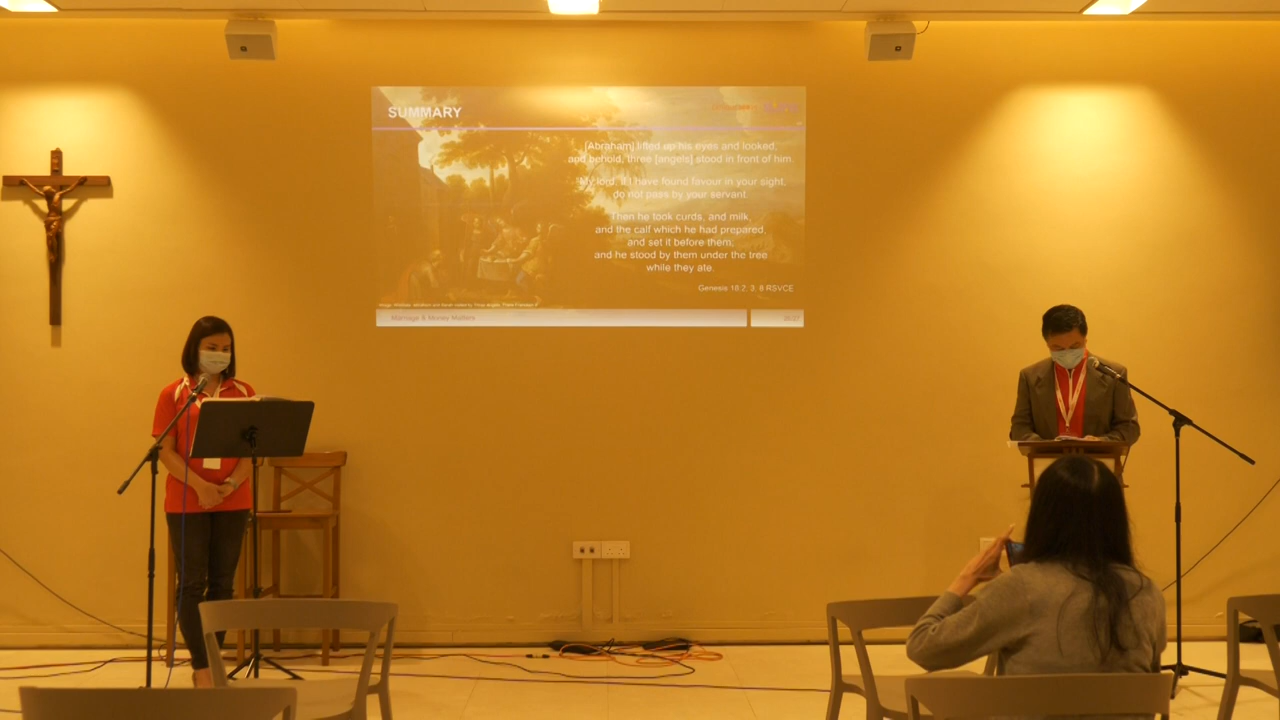 SUMMARY
[Abraham] lifted up his eyes and looked,
and behold, three [angels] stood in front of him.
"My lord, if I have found favour in your sight,
do not pass by your servant
Then he took curds, and milk,
and the calf which he had prepared,
and set it before them;
and he stood by them under the tree
while they ate.
Genesis 18:2, 3, 8 RSVCE
Marriage & Money Matters